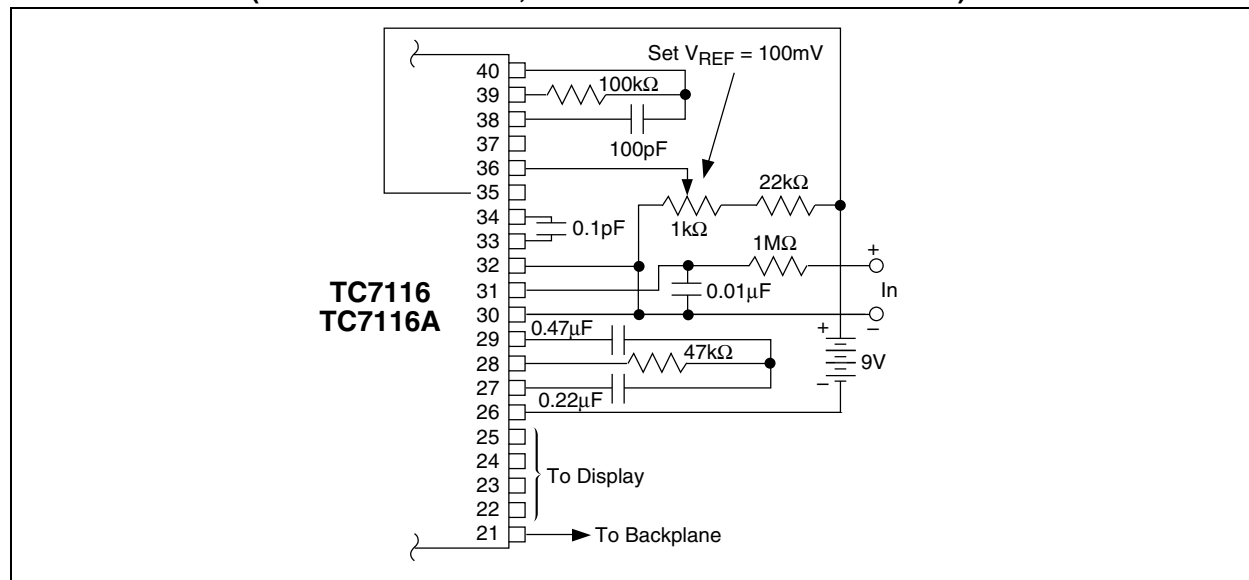 Set VREF = 100mV
40
39
100kΩ
38
100pF
37
36
35
22kΩ
1kΩ
34
33
0.1pF
32
1MΩ
+
In
–
31
0.01µF
TC7116
TC7116A
30
29
0.47µF
28
47kΩ
27
0.22µF
+
9V
–
26
25
24
23
22
To Display
21
To Backplane